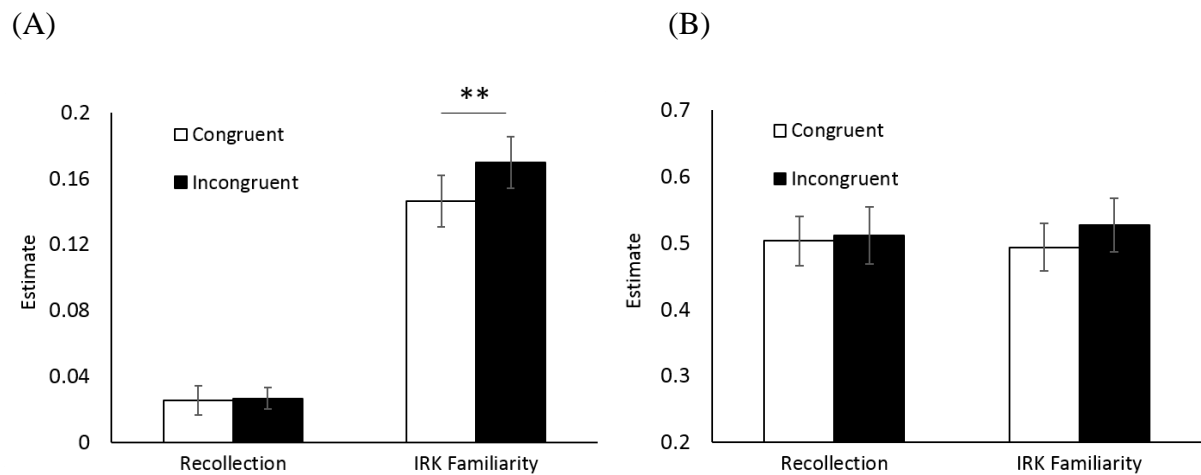 (A)
(B)
**
0.2
0.16
0.12
0.08
0.04
0
Estimate
Congruent
Incongruent
Recollection
IRK Familiarity
0.7
0.6
0.5
0.4
0.3
0.2
Estimate
Congruent
Incongruent
Recollection
IRK Familiarity